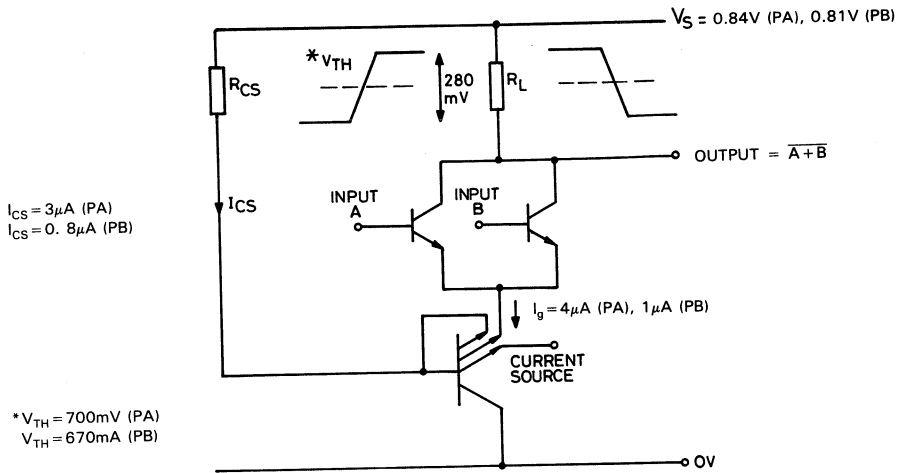 V_S = 0.84V (PA), 0.81V (PB)
R_CS
* V_TH
280
mV
R_L
OUTPUT = \overline{A+B}
INPUT
A
INPUT
B
I_CS
I_CS = 3µA (PA)
I_CS = 0. 8µA (PB)
I_g = 4µA (PA), 1µA (PB)
CURRENT
SOURCE
* V_TH = 700mV (PA)
V_TH = 670mA (PB)
0V